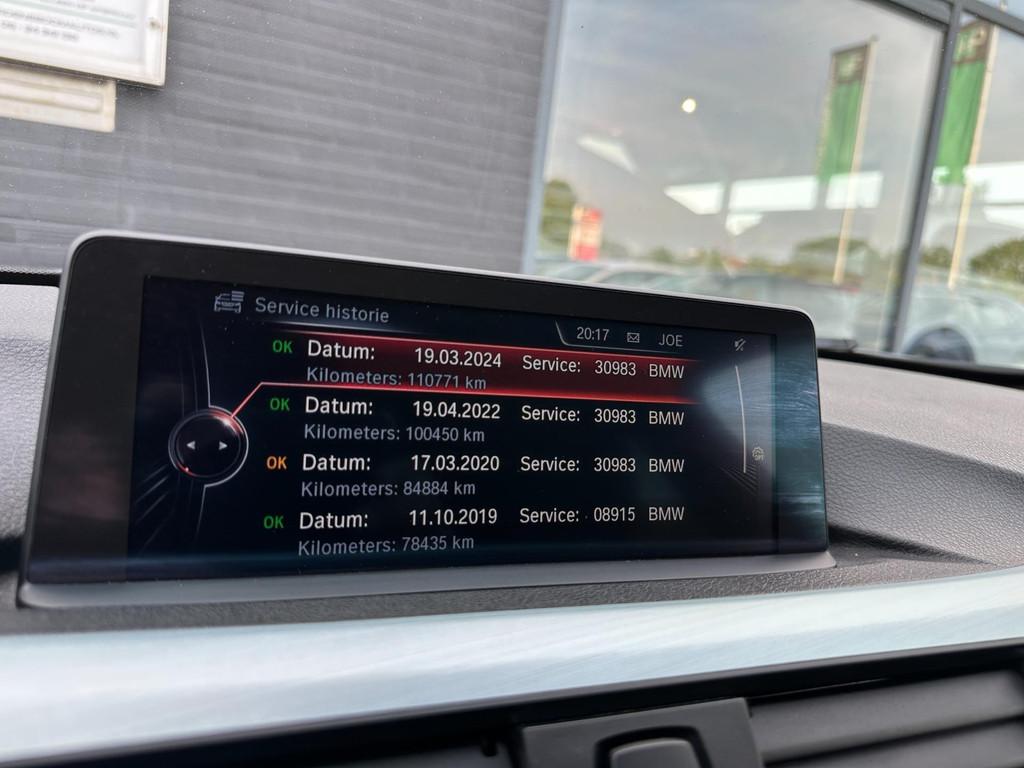 Service historie
20:17 JOE
OK Datum: 19.03.2024 Service: 30983 BMW
Kilometers: 110771 km
OK Datum: 19.04.2022 Service: 30983 BMW
Kilometers: 100450 km
OK Datum: 17.03.2020 Service: 30983 BMW
Kilometers: 84884 km
OK Datum: 11.10.2019 Service: 08915 BMW
Kilometers: 78435 km